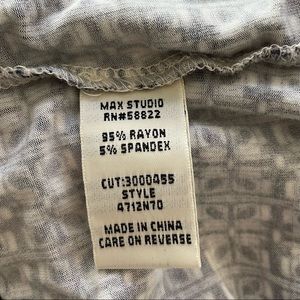 MAX STUDIO
RN#58822
95% RAYON
5% SPANDEX
CUT:3000455
STYLE
4712N70
MADE IN CHINA
CARE ON REVERSE